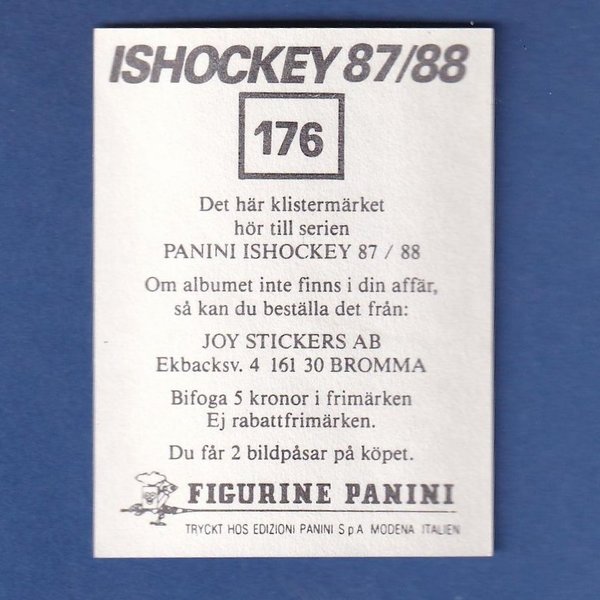 ISHOCKEY 87/88
176
Det här klistermärket
hör till serien
PANINI ISHOCKEY 87 / 88
Om albumet inte finns i din affär,
så kan du beställa det från:
JOY STICKERS AB
Ekbacksv. 4 161 30 BROMMA
Bifoga 5 kronor i frimärken
Ej rabattfrimärken.
Du får 2 bildpåsar på köpet.
FIGURINE PANINI
TRYCKT HOS EDIZIONI PANINI S p A MODENA ITALIEN